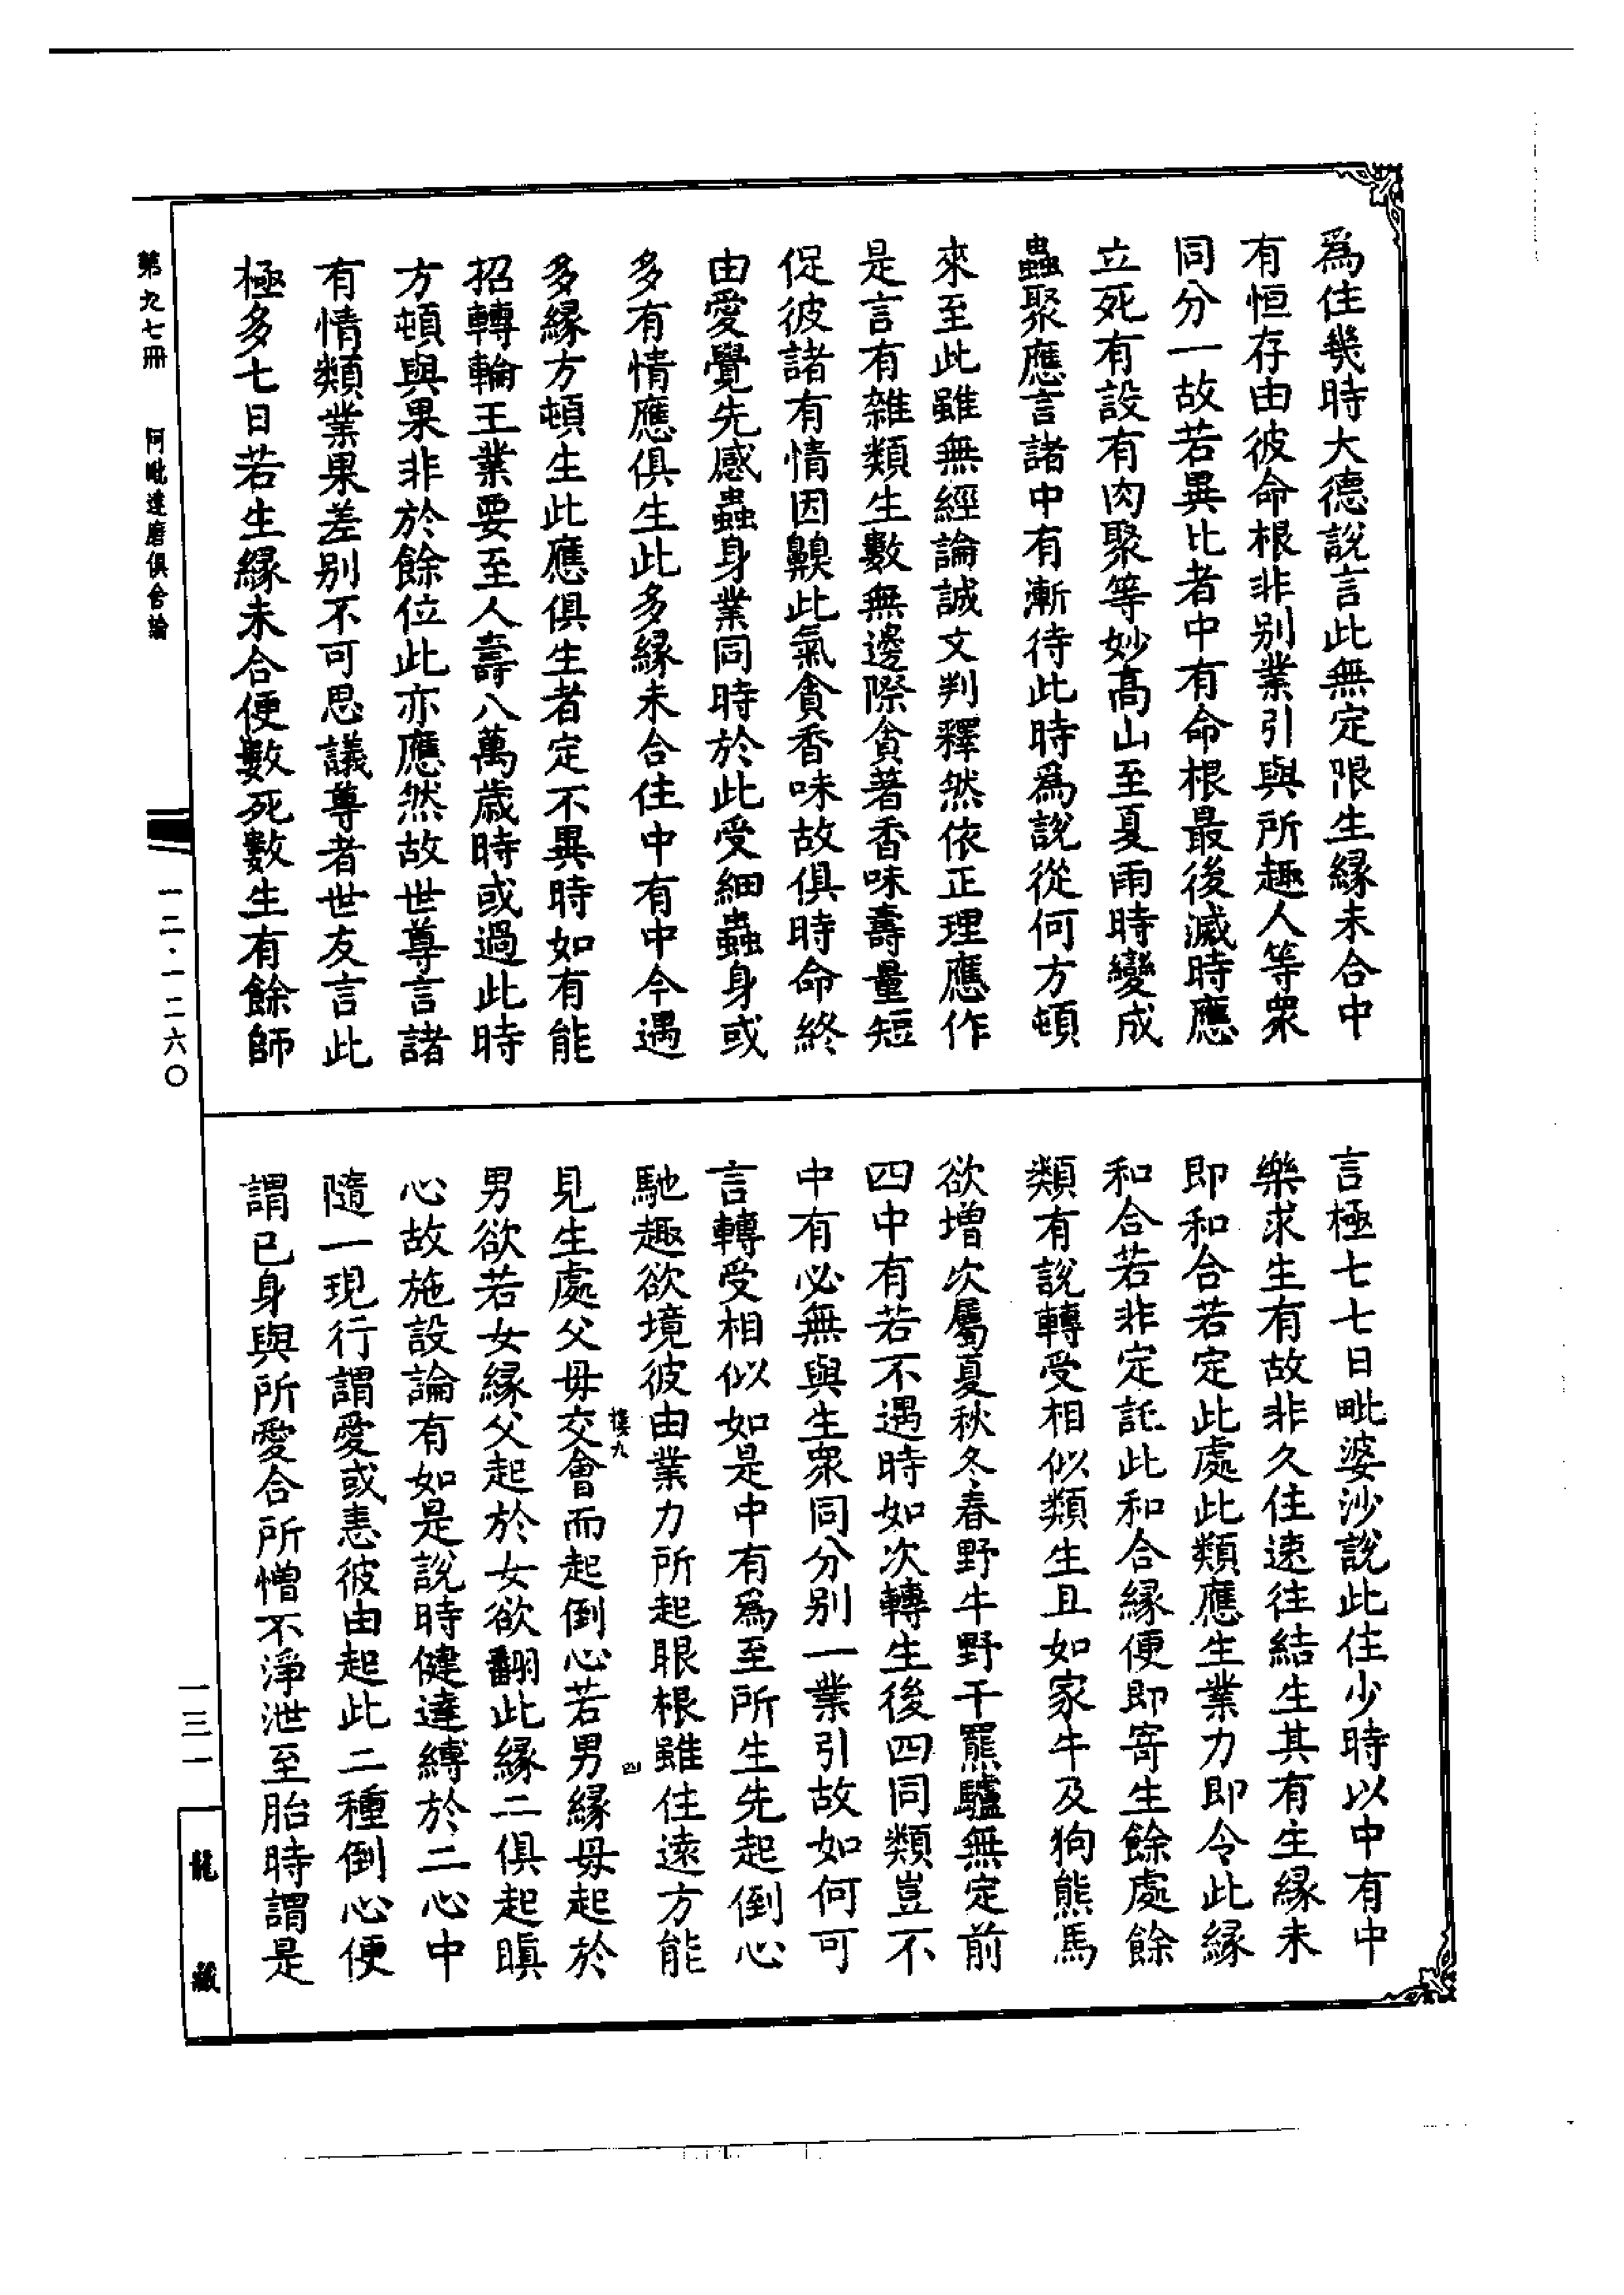 爲住幾時大德說言此無定限生緣未合中
有恒存由彼命根非別業引與所趣人等衆
同分一故若異比者中有命根最後滅時應
立死有設有肉聚等妙高山至夏雨時變成
蟲聚應言諸中有漸待此時爲說從何方頓
來至此雖無經論誠文判釋然依正理應作
是言有雜類生數無邊際貪著香味壽量短
促彼諸有情因齅此氣貪香味故俱時命終
由愛覺先感蟲身業同時於此受細蟲身或
多有情應俱生此多緣未合住中有中今遇
多緣方頓生此應俱生者定不異時如有能
招轉輪王業要至人壽八萬歲時或過此時
方頓與果非於餘位此亦應然故世尊言諸
有情類業果差別不可思議尊者世友言此
極多七日若生緣未合便數死數生有餘師
言極七七日毗婆沙說此住少時以中有中
樂求生有故非久住速往結生其有生緣未
即和合若定此處此類應生業力即令此緣
和合若非定託此和合緣便即寄生餘處餘
類有說轉受相似類生且如家牛及狗熊馬
欲增次屬夏秋冬春野牛野干羆驢無定前
四中有若不遇時如次轉生後四同類豈不
中有必無與生衆同分別一業引故如何可
言轉受相似如是中有爲至所生先起倒心
馳趣欲境彼由業力所起眼根雖住遠方能
樓九
四
見生處父母交會而起倒心若男緣母起於
男欲若女緣父起於女欲翻此緣二俱起瞋
心故施設論有如是說時健達縛於二心中
隨一現行謂愛或恚彼由起此二種倒心便
謂已身與所愛合所憎不淨泄至胎時謂是
第九七冊　阿毗達磨俱舍論
一二·一二六〇
一三一
龍藏